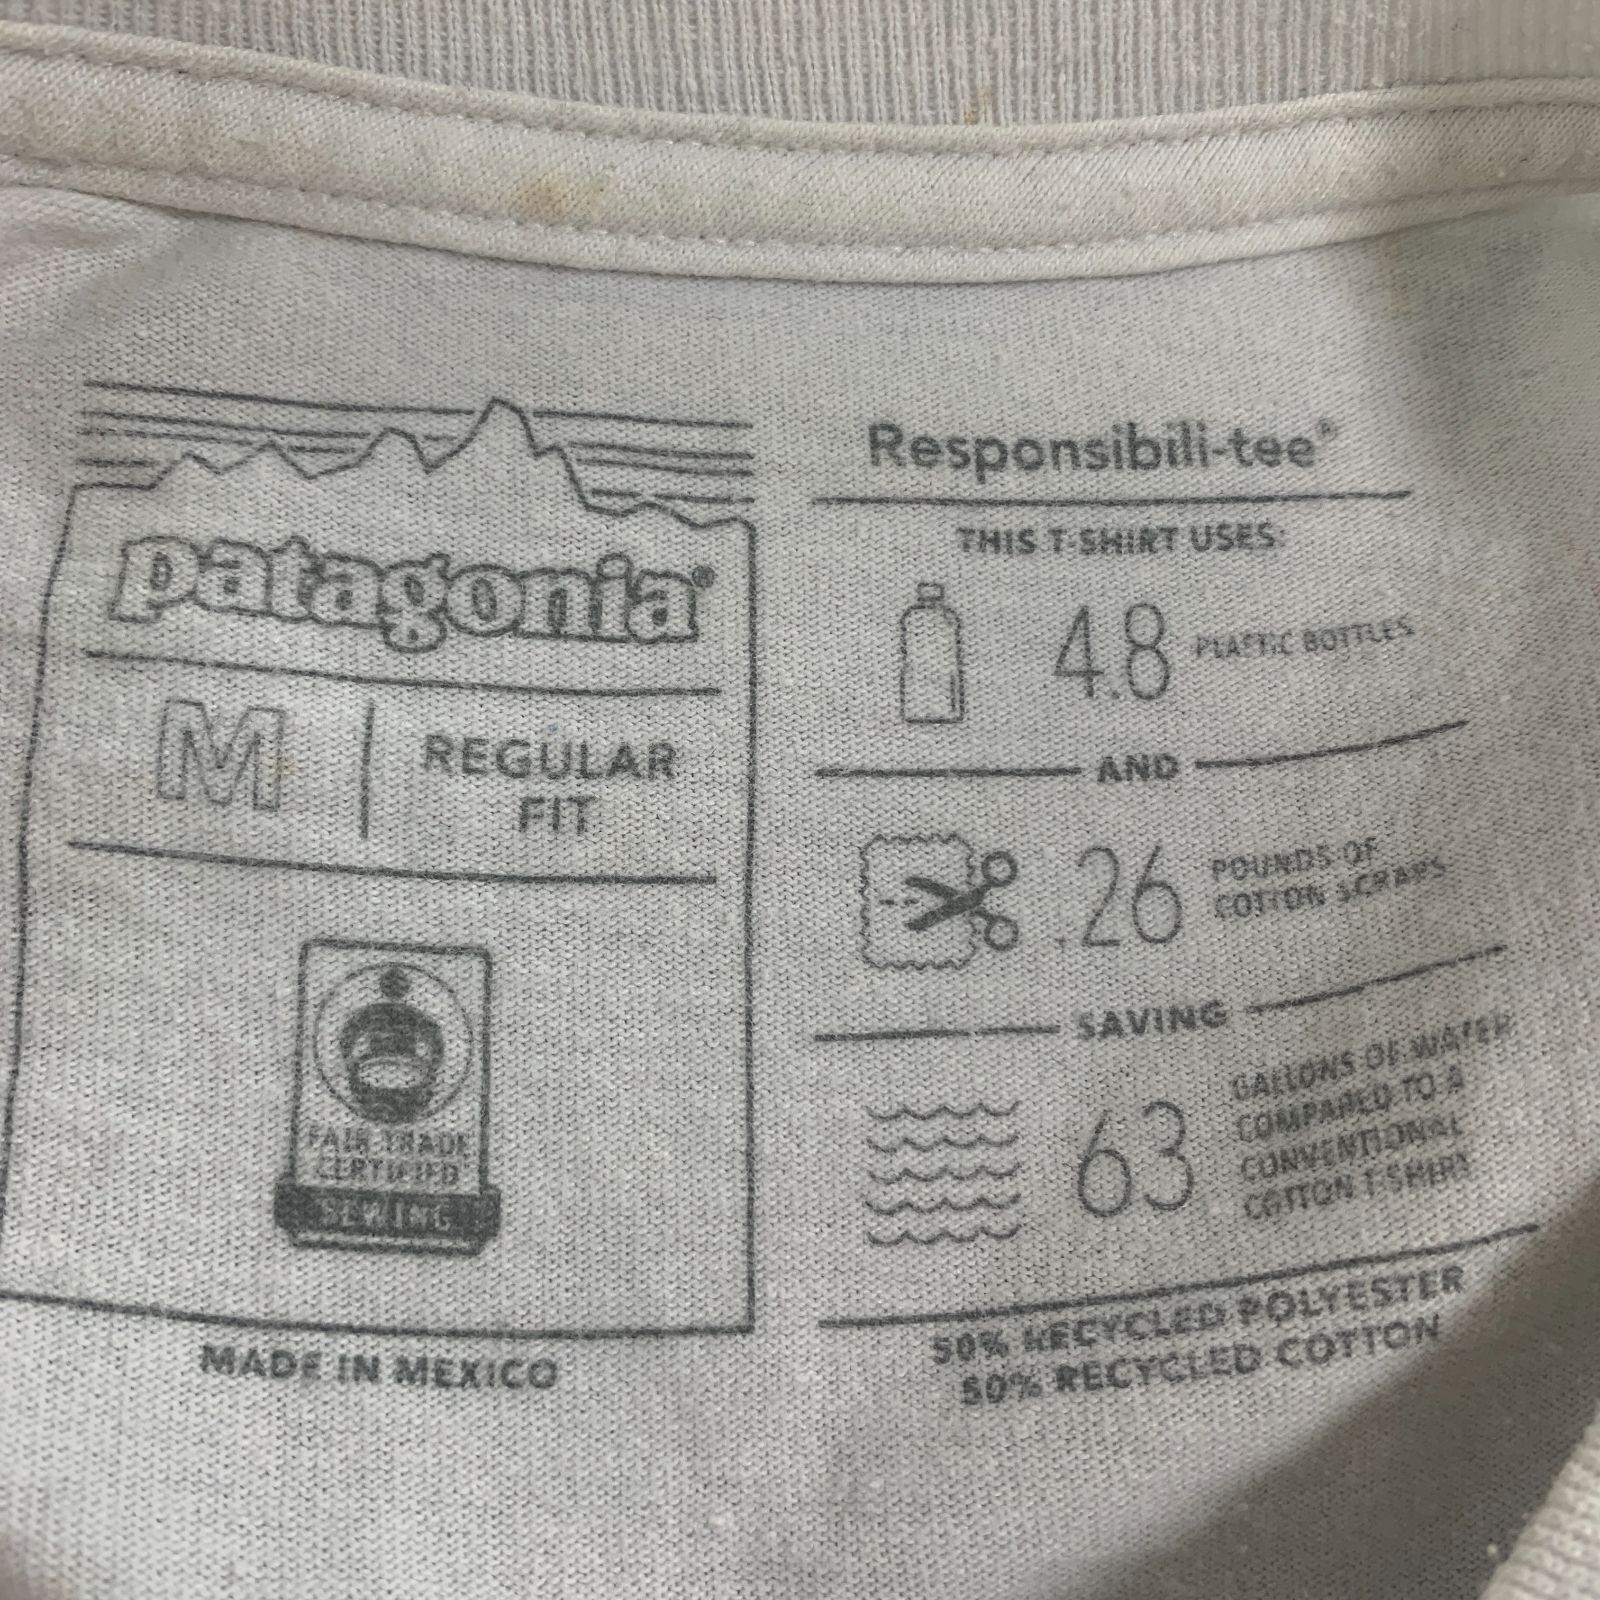 patagonia®
M
REGULAR
FIT
FAIR TRADE
CERTIFIED
SEWING
MADE IN MEXICO
Responsibili-tee®
THIS T-SHIRT USES:
4.8 PLASTIC BOTTLES
AND
.26 POUNDS OF
COTTON SCRAPS
SAVING
63 GALLONS OF WATER
COMPARED TO A
CONVENTIONAL
COTTON T-SHIRT
50% RECYCLED POLYESTER
50% RECYCLED COTTON